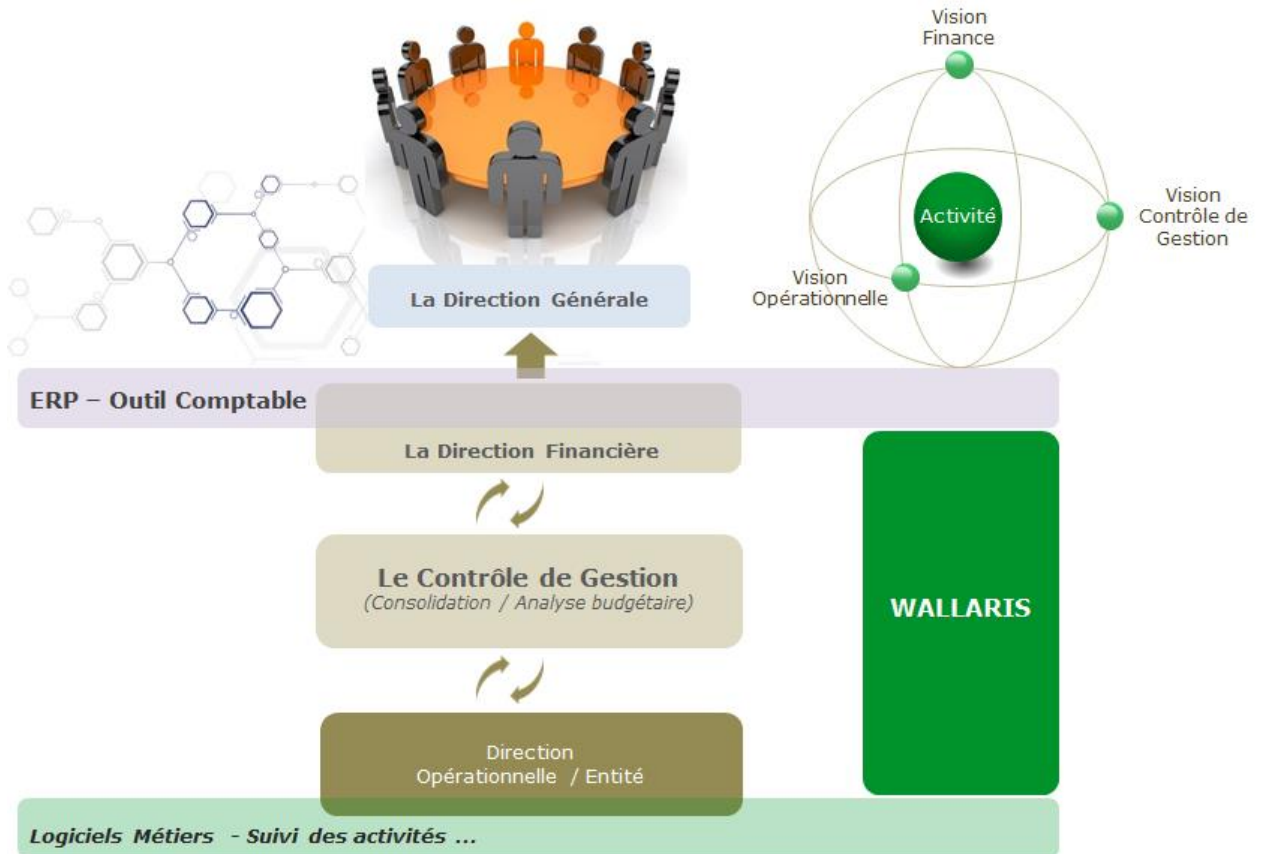 Vision
Finance
Activité
Vision
Contrôle de
Gestion
Vision
Opérationnelle
La Direction Générale
ERP – Outil Comptable
La Direction Financière
Le Contrôle de Gestion
(Consolidation / Analyse budgétaire)
WALLARIS
Direction
Opérationnelle / Entité
Logiciels Métiers - Suivi des activités ...